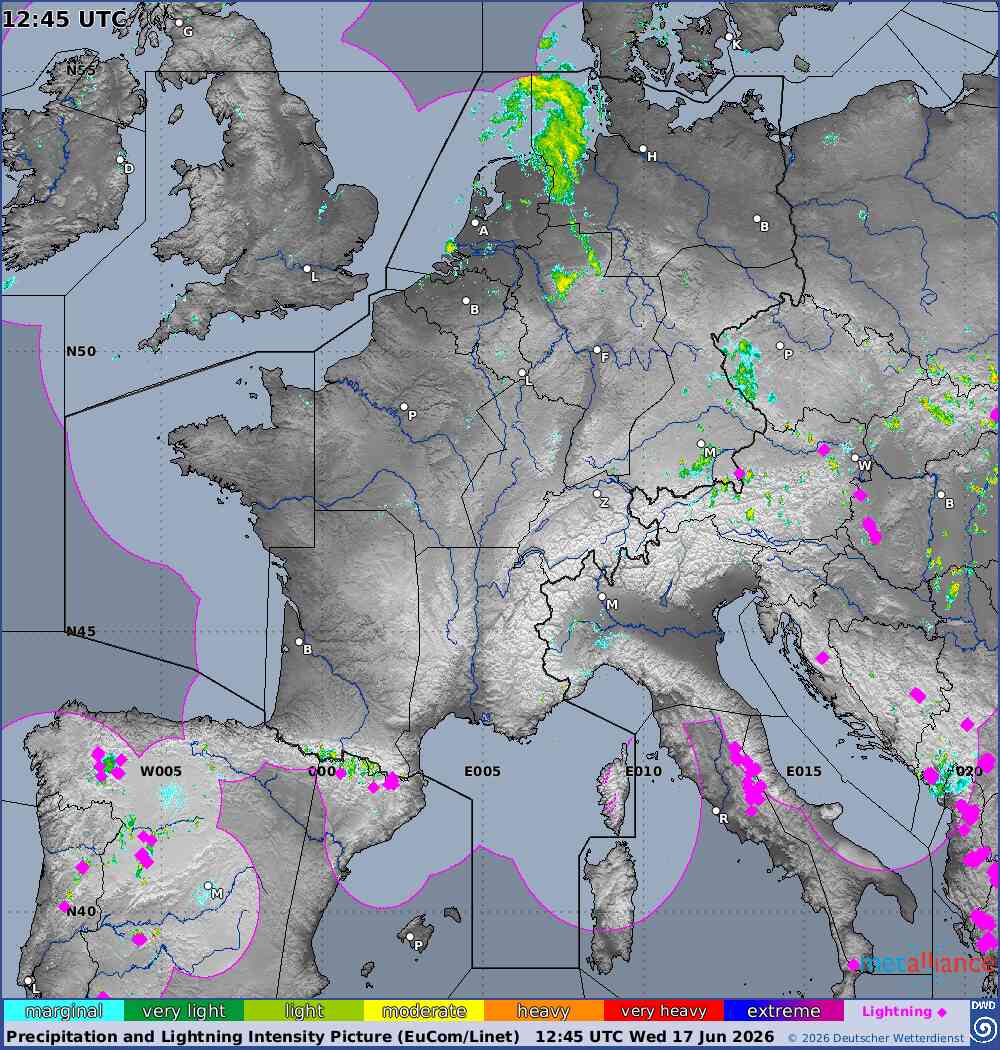 12:45 UTC
G
K
N55
D
H
A
B
L
B
N50
F
P
L
P
M
W
Z
B
M
N45
B
W005
000
E005
E010
E015
020
R
M
N40
P
L
metalliance
marginal very light light moderate heavy very heavy extreme Lightning
DWD
Precipitation and Lightning Intensity Picture (EuCom/Linet) 12:45 UTC Wed 17 Jun 2026 © 2026 Deutscher Wetterdienst